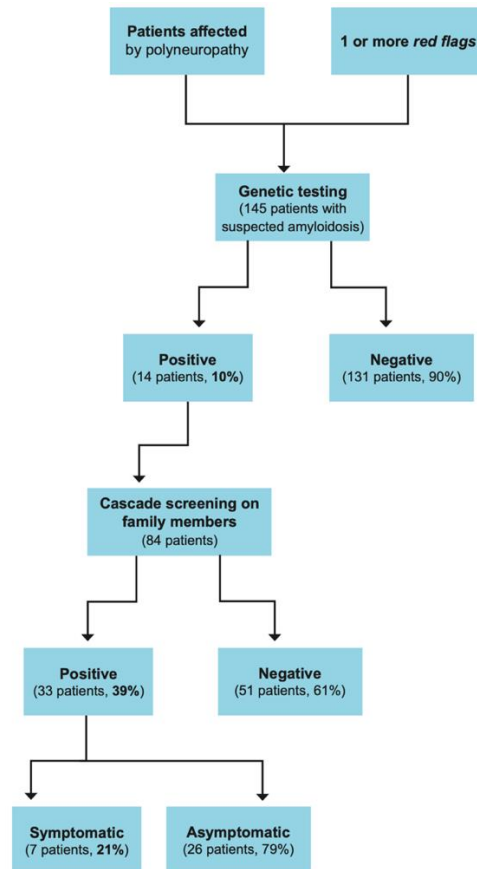 Patients affected
by polyneuropathy
1 or more red flags
Genetic testing
(145 patients with
suspected amyloidosis)
Positive
(14 patients, 10%)
Negative
(131 patients, 90%)
Cascade screening on
family members
(84 patients)
Positive
(33 patients, 39%)
Negative
(51 patients, 61%)
Symptomatic
(7 patients, 21%)
Asymptomatic
(26 patients, 79%)